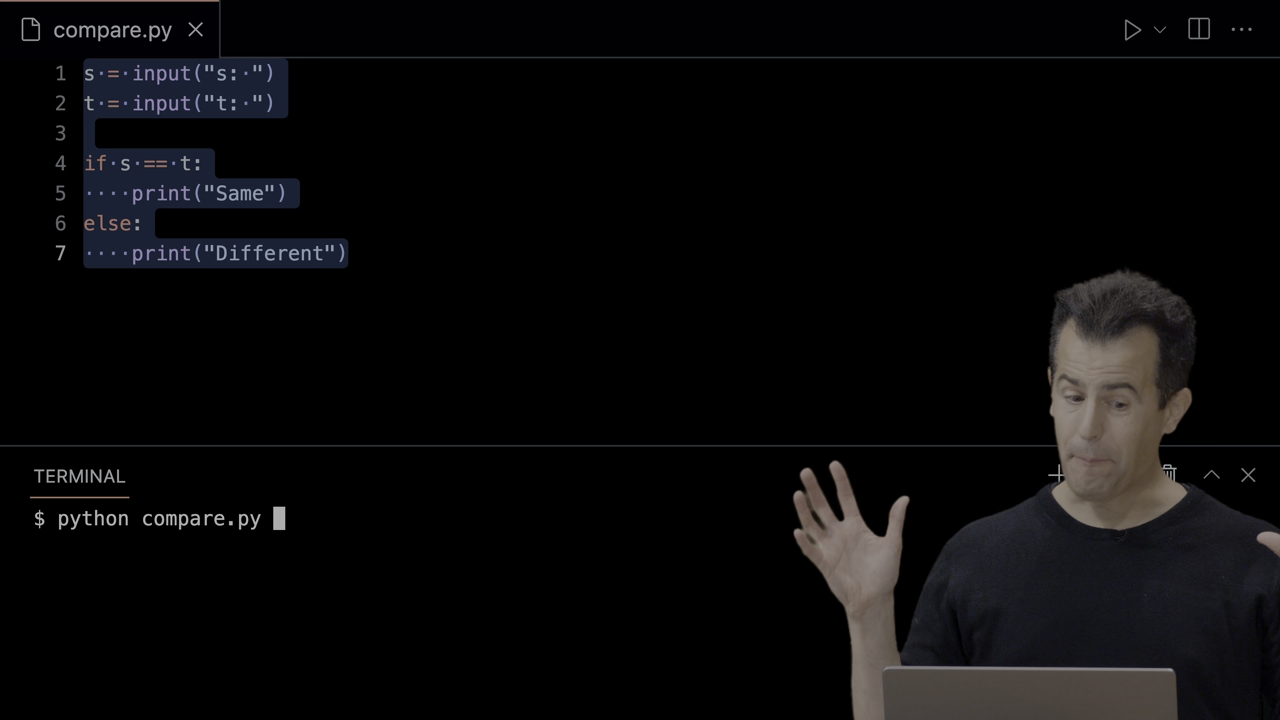 compare.py
1 s = input("s: ")
2 t = input("t: ")
3
4 if s == t:
5     print("Same")
6 else:
7     print("Different")
TERMINAL
$ python compare.py